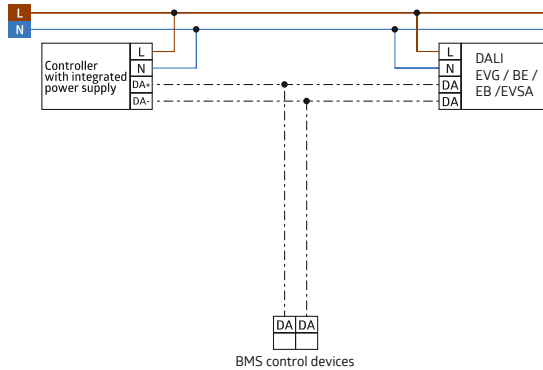 L
N
Controller
with integrated
power supply
L
N
DA+
DA-
L
N
DA
DA
DALI
EVG / BE /
EB /EVSA
DA DA
BMS control devices